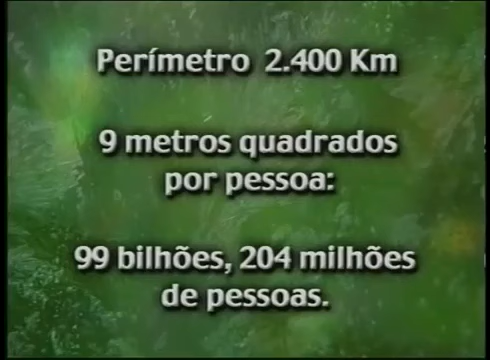 Perímetro 2.400 Km
9 metros quadrados
por pessoa:
99 bilhões, 204 milhões
de pessoas.